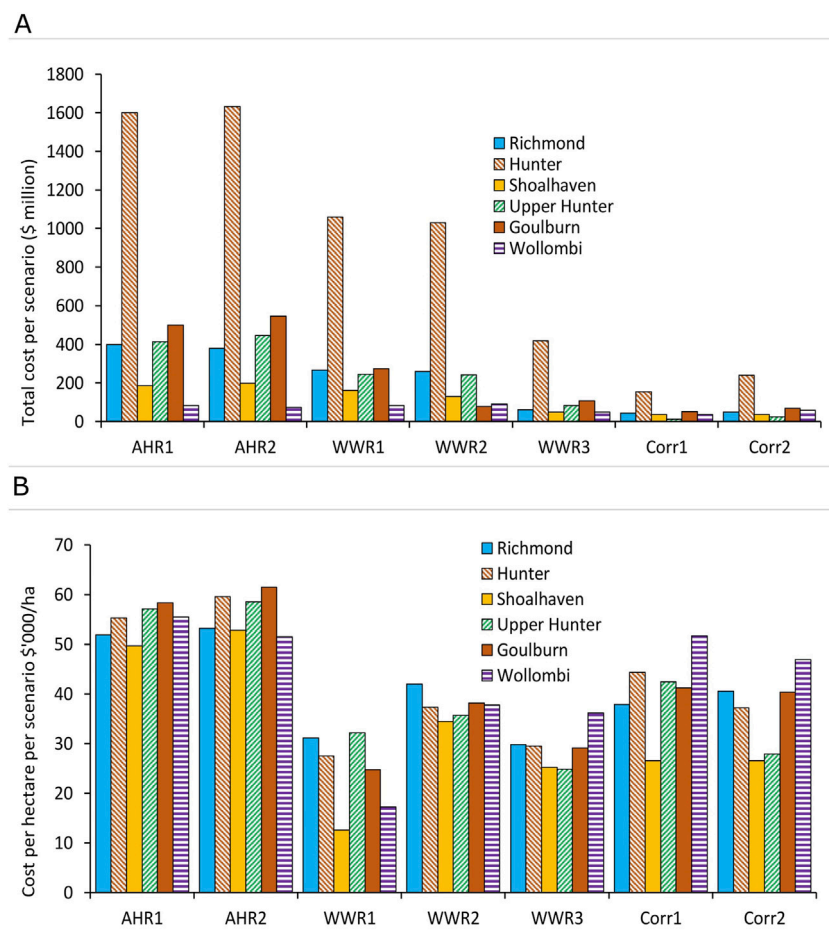 A
Total cost per scenario ($ million)
1800
1600
1400
1200
1000
800
600
400
200
0
Richmond
Hunter
Shoalhaven
Upper Hunter
Goulburn
Wollombi
AHR1 AHR2 WWR1 WWR2 WWR3 Corr1 Corr2
B
Cost per hectare per scenario $'000/ha
70
60
50
40
30
20
10
0
Richmond
Hunter
Shoalhaven
Upper Hunter
Goulburn
Wollombi
AHR1 AHR2 WWR1 WWR2 WWR3 Corr1 Corr2